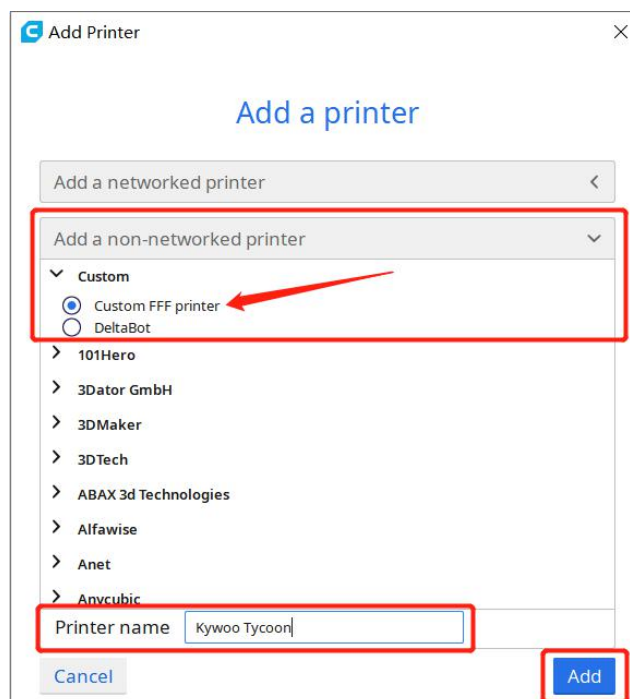 Add Printer
Add a printer
Add a networked printer
Add a non-networked printer
Custom
Custom FFF printer
DeltaBot
101Hero
3Dator GmbH
3DMaker
3DTech
ABAX 3d Technologies
Alfawise
Anet
Anycubic
Printer name Kywoo Tycoon
Cancel Add